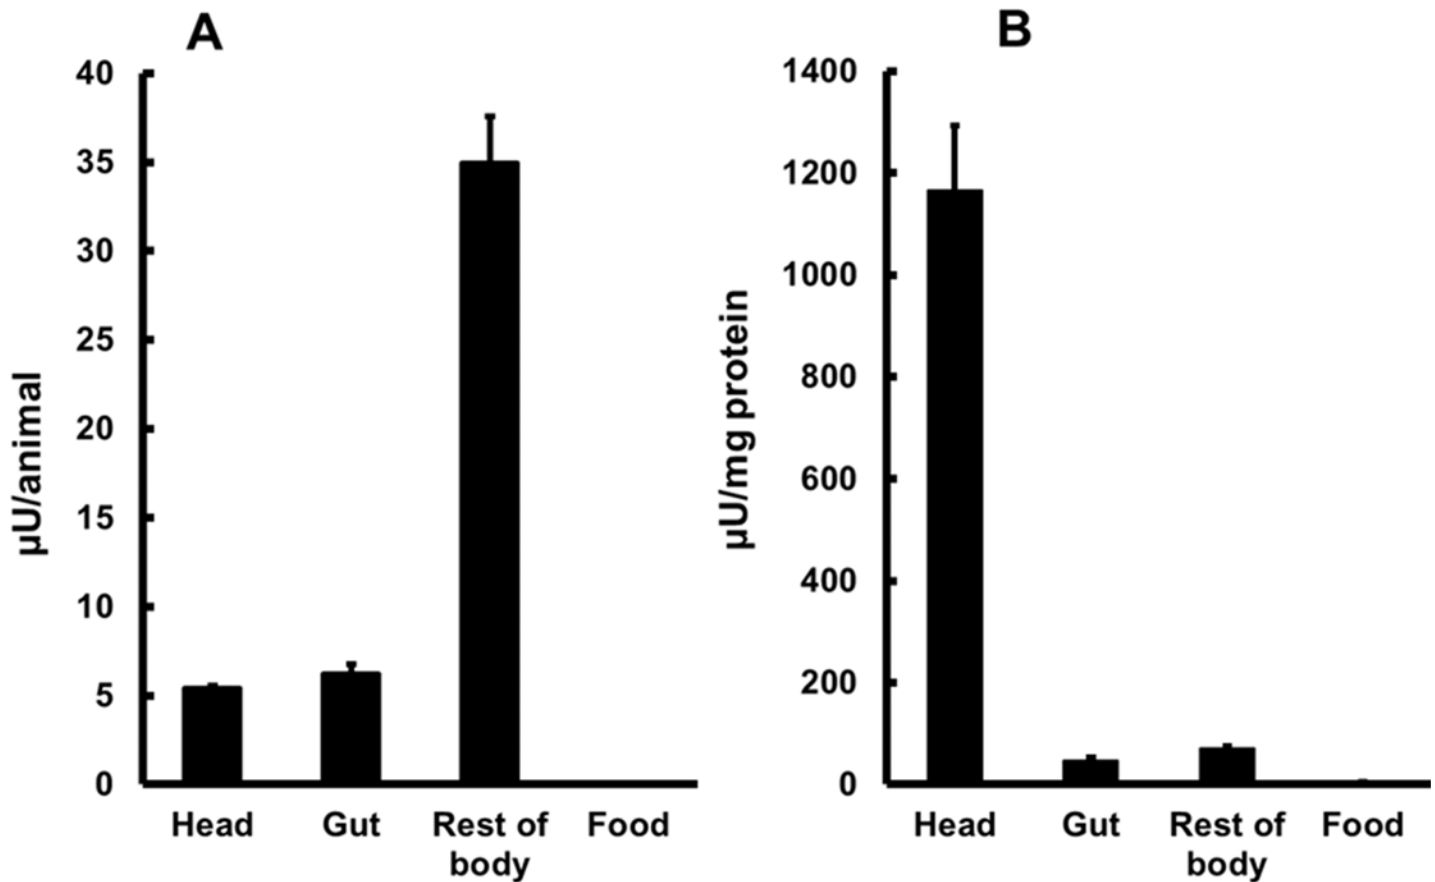 A
40
35
30
25
20
15
10
5
0
µU/animal
Head
Gut
Rest of
body
Food
B
1400
1200
1000
800
600
400
200
0
µU/mg protein
Head
Gut
Rest of
body
Food